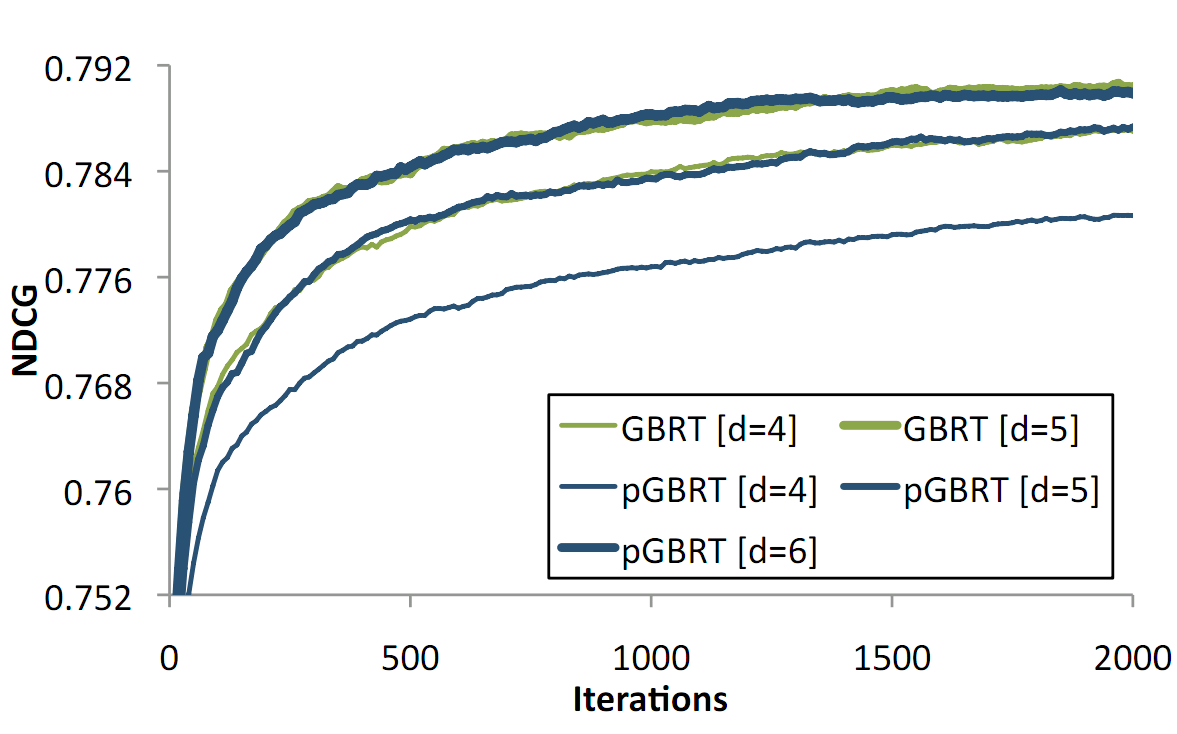 0.792
0.784
0.776
0.768
0.76
0.752
NDCG
GBRT [d=4] GBRT [d=5]
pGBRT [d=4] pGBRT [d=5]
pGBRT [d=6]
0 500 1000 1500 2000
Iterations